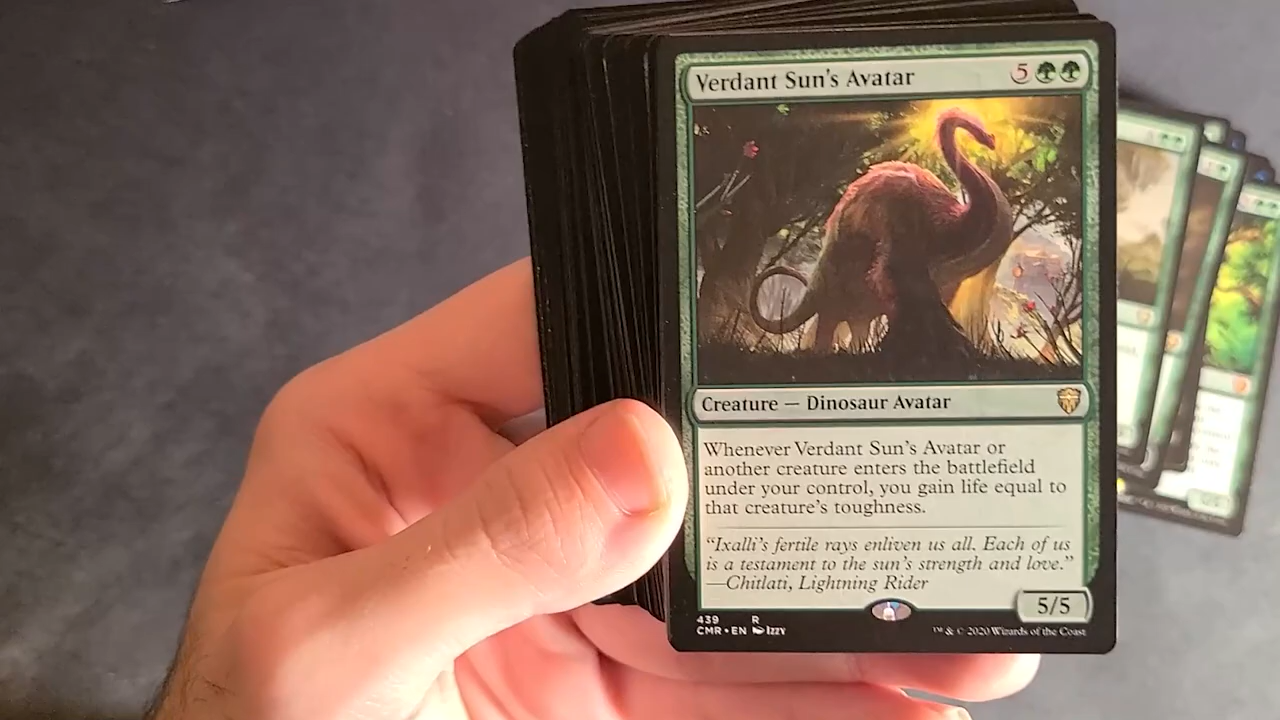 Verdant Sun's Avatar 5
Creature — Dinosaur Avatar
Whenever Verdant Sun's Avatar or
another creature enters the battlefield
under your control, you gain life equal to
that creature's toughness.
"Ixalli's fertile rays enliven us all. Each of us
is a testament to the sun's strength and love."
—Chitlati, Lightning Rider
5/5
439 R
CMR • EN Izzy
™ & © 2020 Wizards of the Coast